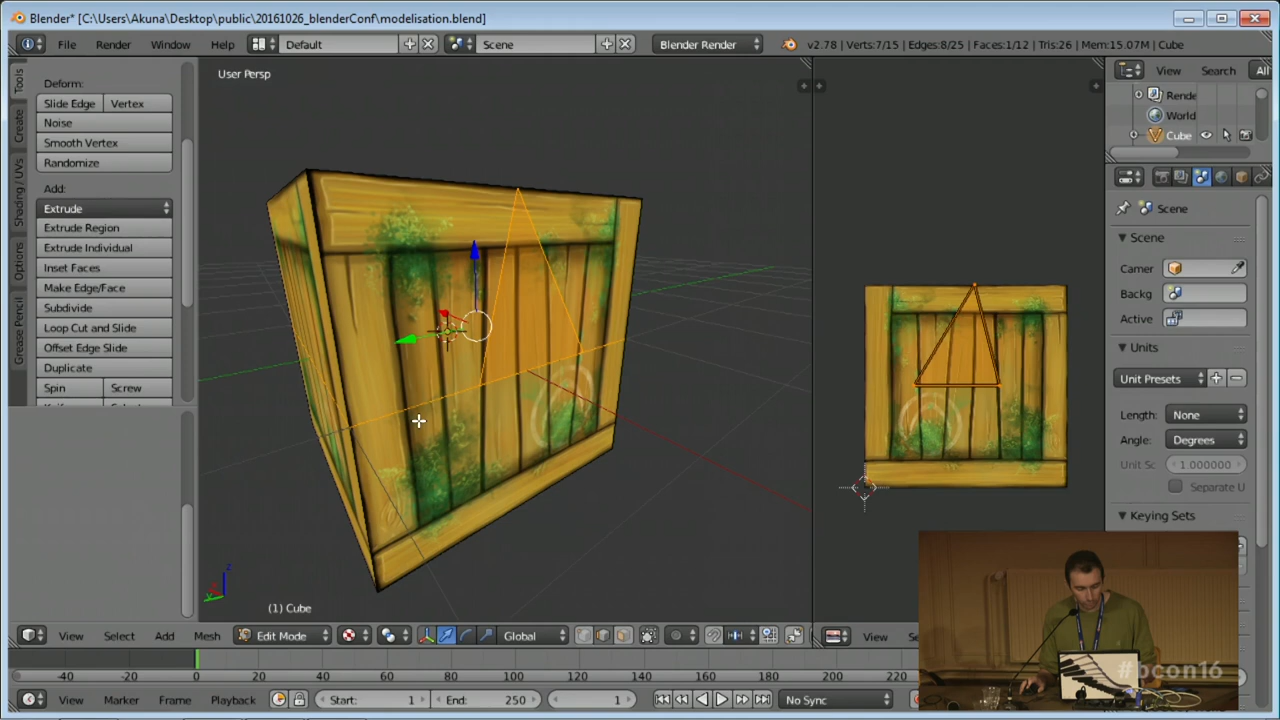 Blender* [C:\Users\Akuna\Desktop\public\20161026_blenderConf\modelisation.blend]
File Render Window Help Default Scene Blender Render v2.78 | Verts:7/15 | Edges:8/25 | Faces:1/12 | Tris:26 | Mem:15.07M | Cube
Tools
Create
Shading / UVs
Options
Grease Pencil
Deform:
Slide Edge Vertex
Noise
Smooth Vertex
Randomize
Add:
Extrude
Extrude Region
Extrude Individual
Inset Faces
Make Edge/Face
Subdivide
Loop Cut and Slide
Offset Edge Slide
Duplicate
Spin Screw
User Persp
(1) Cube
View Search All
Rende
World
Cube
Scene
Scene
Camer
Backg
Active
Units
Unit Presets
Length: None
Angle: Degrees
Unit Sc: 1.000000
Separate U
Keying Sets
#bcon16
View Select Add Mesh Edit Mode Global View Se
-40 -20 0 20 40 60 80 100 120 140 160 180 200 220
View Marker Frame Playback Start: 1 End: 250 1 No Sync